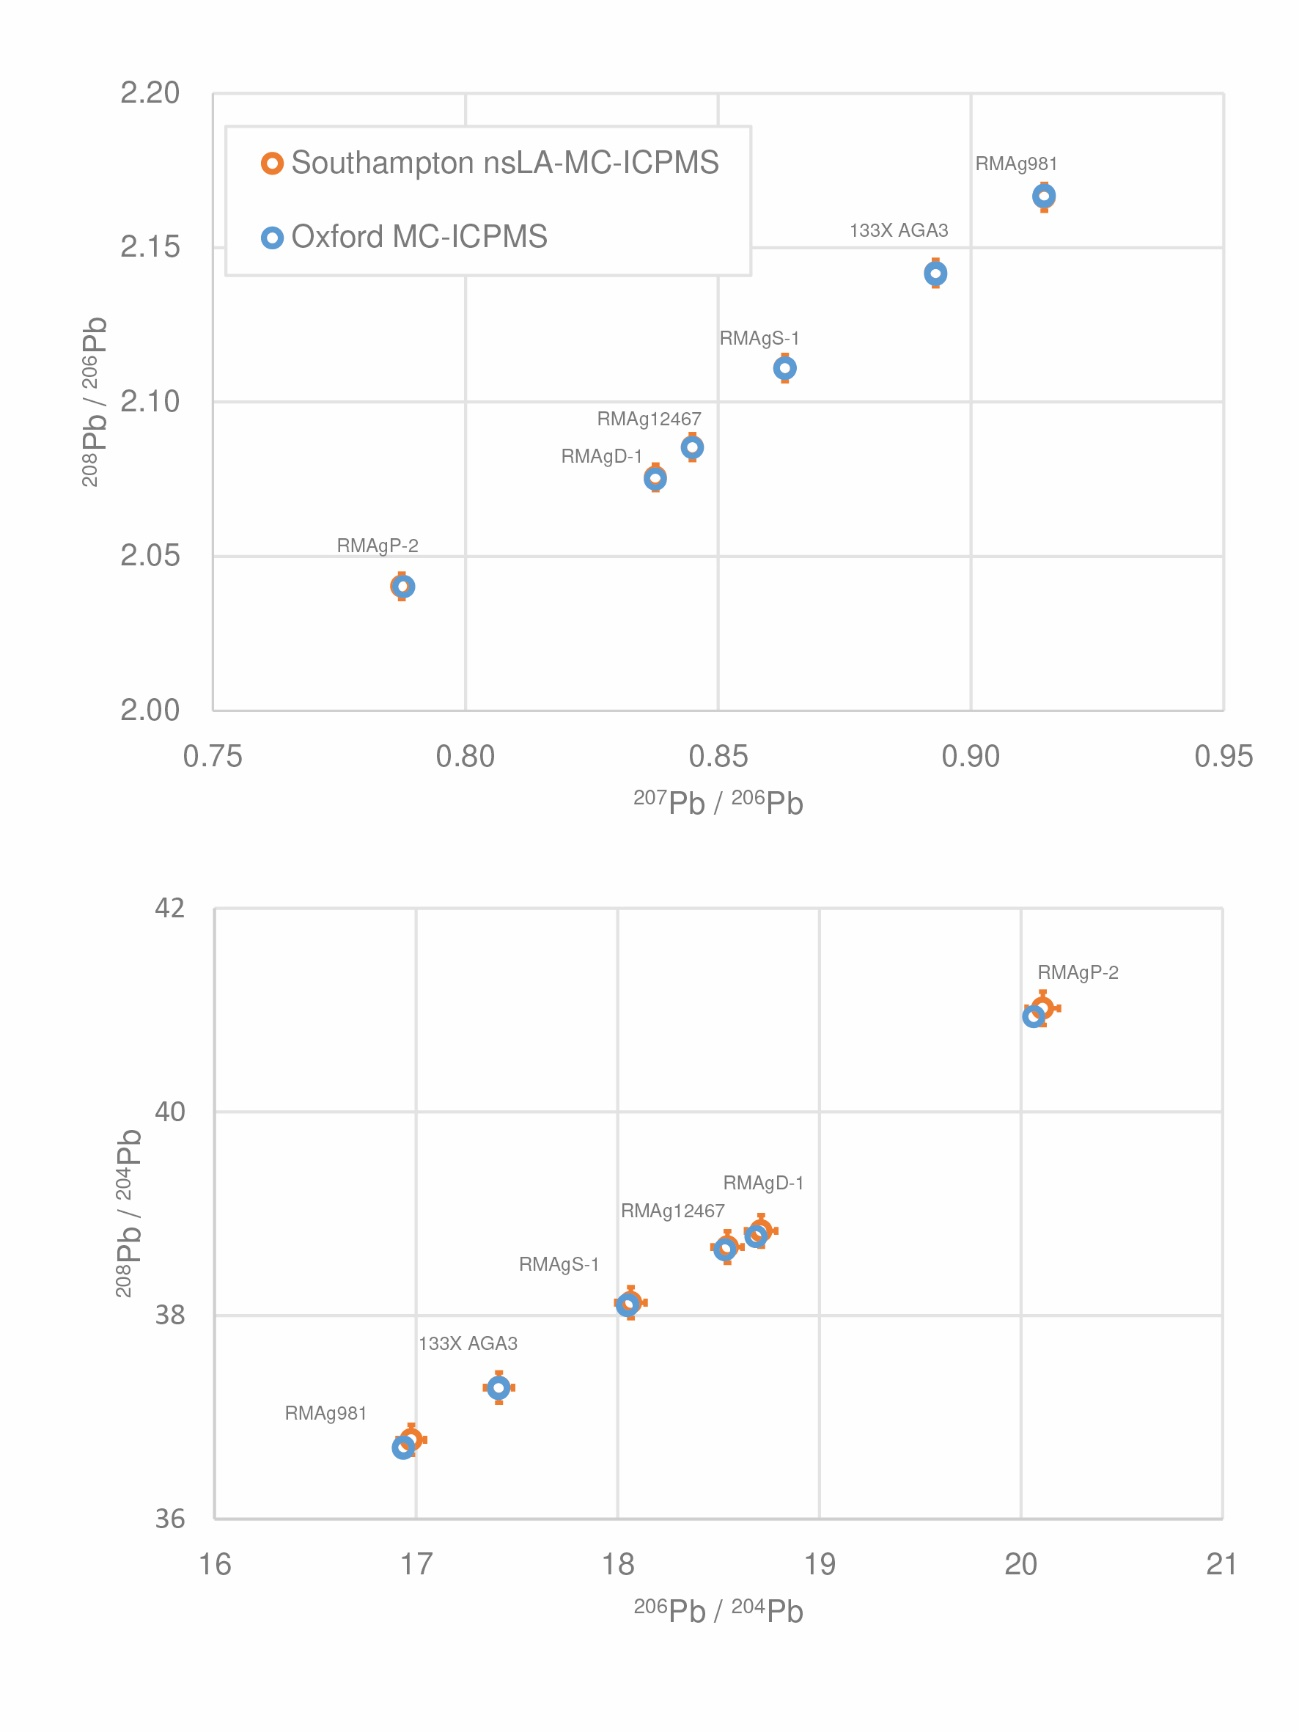 2.20
Southampton nsLA-MC-ICPMS
Oxford MC-ICPMS
RMAg981
133X AGA3
2.15
RMAgS-1
2.10
RMAg12467
RMAgD-1
RMAgP-2
2.05
2.00
²⁰⁸Pb / ²⁰⁶Pb
0.75 0.80 0.85 0.90 0.95
²⁰⁷Pb / ²⁰⁶Pb
42
RMAgP-2
40
RMAgD-1
RMAg12467
RMAgS-1
38
133X AGA3
RMAg981
36
²⁰⁸Pb / ²⁰⁴Pb
16 17 18 19 20 21
²⁰⁶Pb / ²⁰⁴Pb